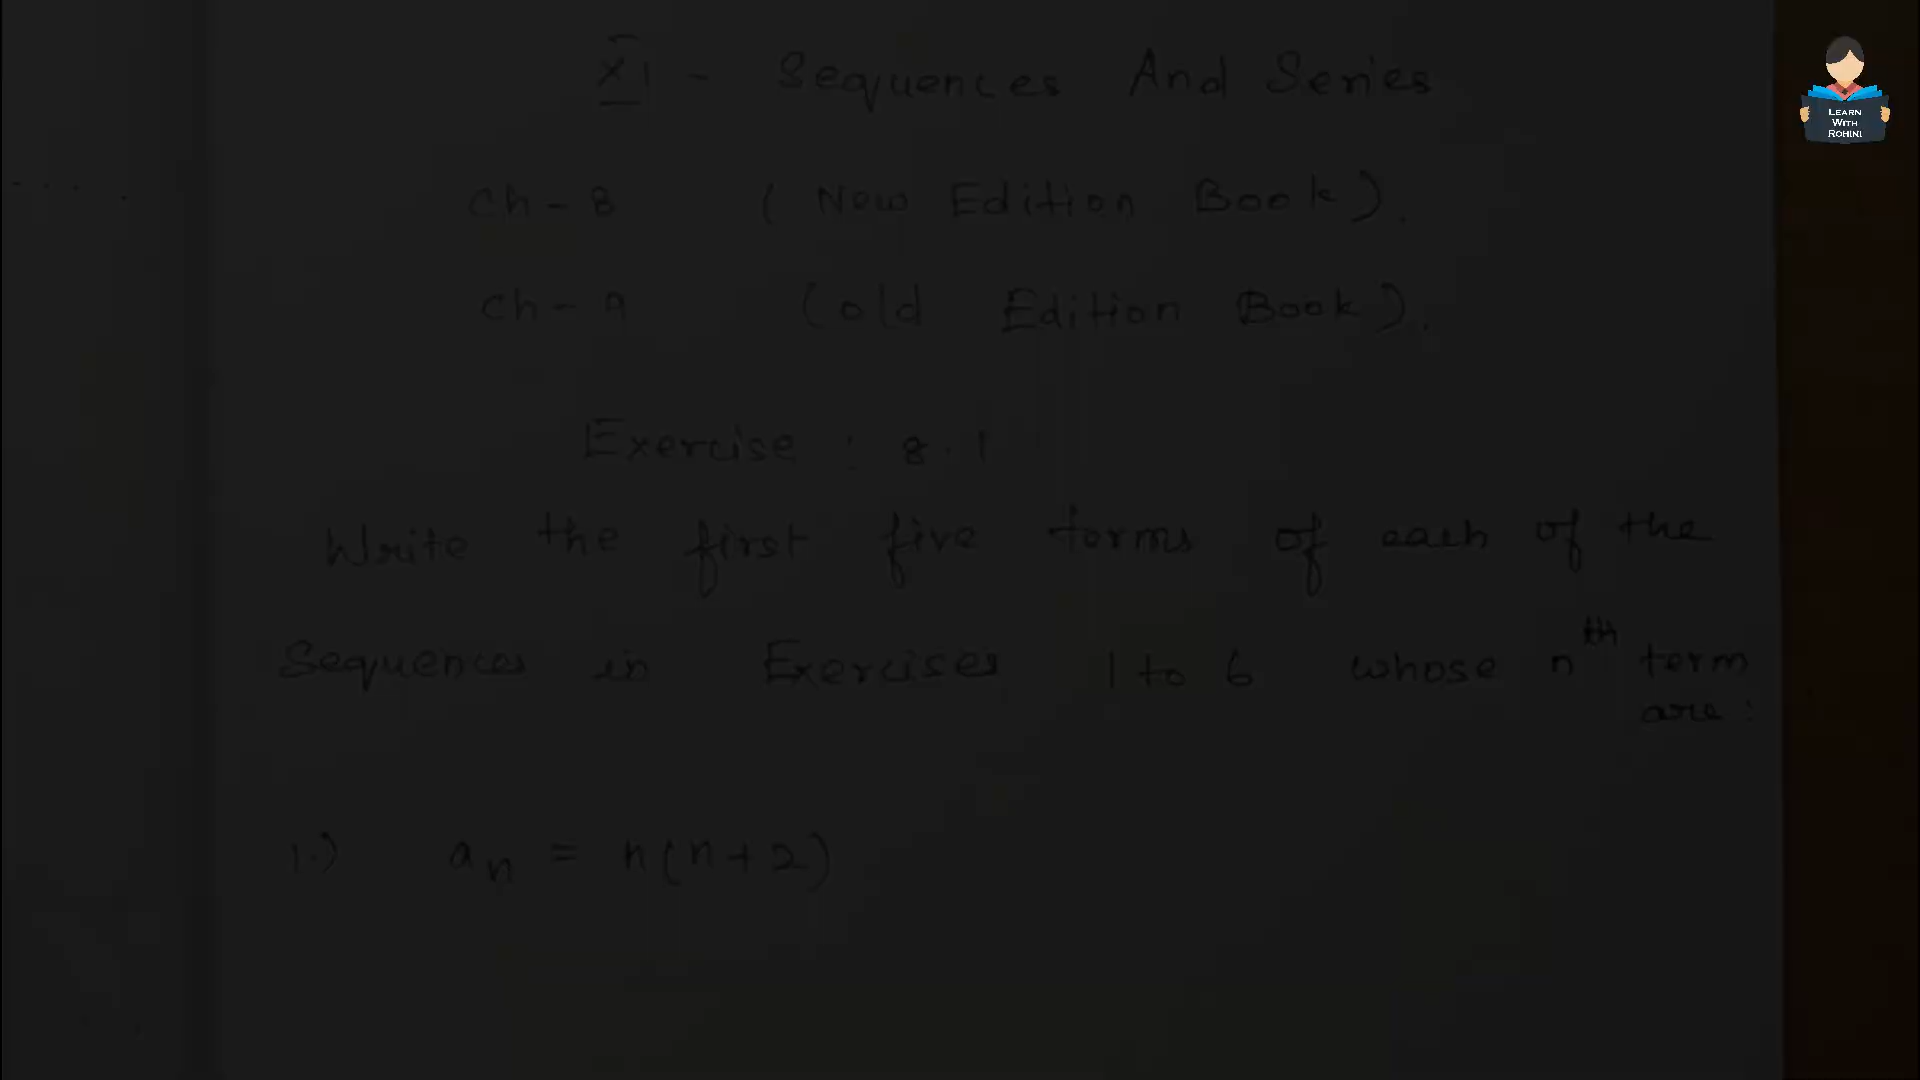 XI - Sequences And Series
Ch - 8 (New Edition Book).
Ch - 9 (old Edition Book).
Exercise : 8.1
Write the first five terms of each of the
Sequences in Exercises 1 to 6 whose nth term
are:
1.) an = n(n+2)
LEARN
WITH
ROHINI